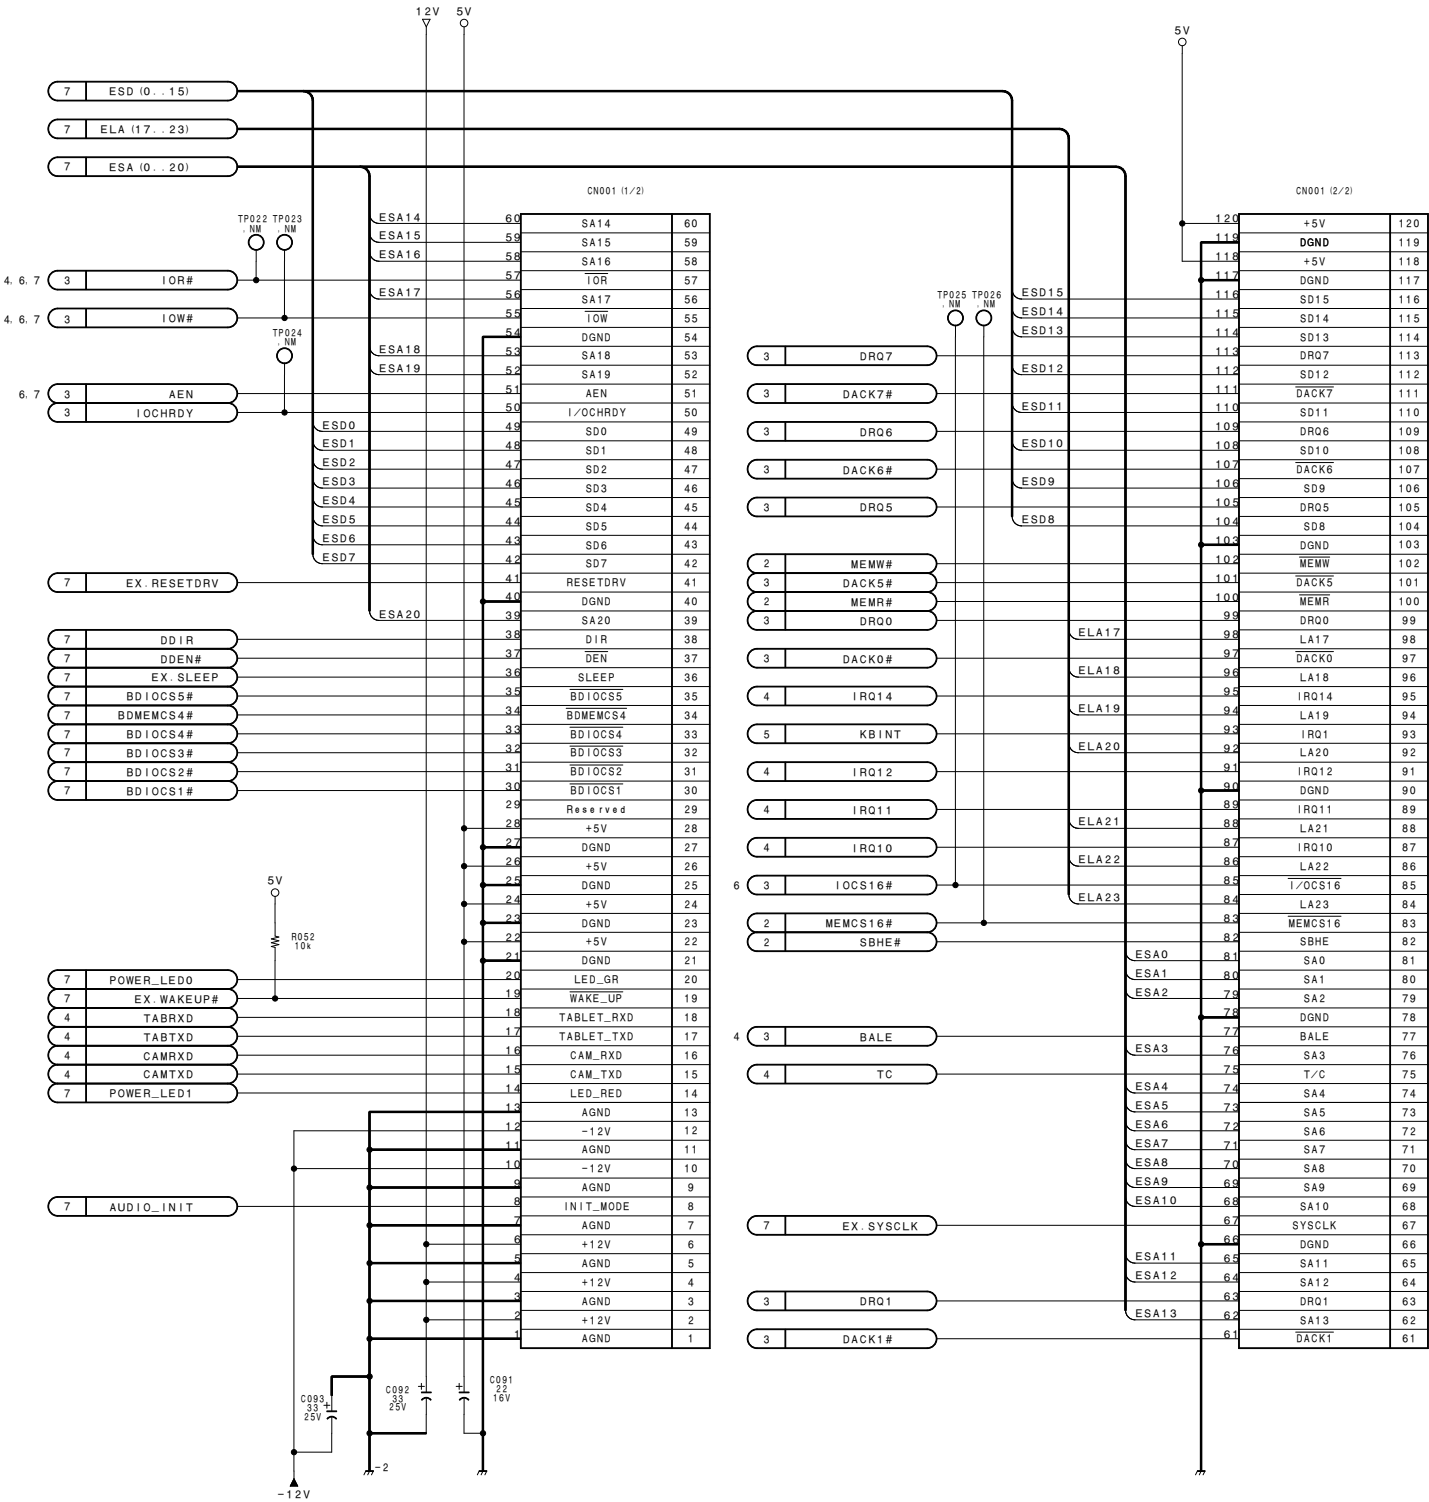 12V 5V
5V
7 ESD (0. . 15)
7 ELA (17. . 23)
7 ESA (0. . 20)
CN001 (1/2)
CN001 (2/2)
TP022 TP023
. NM . NM
TP024
. NM
TP025 TP026
. NM . NM
4. 6. 7 3 IOR#
4. 6. 7 3 IOW#
6. 7 3 AEN
3 IOCHRDY
7 EX. RESETDRV
7 DDIR
7 DDEN#
7 EX. SLEEP
7 BDIOCS5#
7 BDMEMCS4#
7 BDIOCS4#
7 BDIOCS3#
7 BDIOCS2#
7 BDIOCS1#
5V
R052
10k
7 POWER_LED0
7 EX. WAKEUP#
4 TABRXD
4 TABTXD
4 CAMRXD
4 CAMTXD
7 POWER_LED1
7 AUDIO_INIT
ESA14 60 SA14 60
ESA15 59 SA15 59
ESA16 58 SA16 58
57 IOR 57
ESA17 56 SA17 56
55 IOW 55
54 DGND 54
ESA18 53 SA18 53
ESA19 52 SA19 52
51 AEN 51
50 I/OCHRDY 50
ESD0 49 SD0 49
ESD1 48 SD1 48
ESD2 47 SD2 47
ESD3 46 SD3 46
ESD4 45 SD4 45
ESD5 44 SD5 44
ESD6 43 SD6 43
ESD7 42 SD7 42
41 RESETDRV 41
40 DGND 40
ESA20 39 SA20 39
38 DIR 38
37 DEN 37
36 SLEEP 36
35 BDIOCS5 35
34 BDMEMCS4 34
33 BDIOCS4 33
32 BDIOCS3 32
31 BDIOCS2 31
30 BDIOCS1 30
29 Reserved 29
28 +5V 28
27 DGND 27
26 +5V 26
25 DGND 25
24 +5V 24
23 DGND 23
22 +5V 22
21 DGND 21
20 LED_GR 20
19 WAKE_UP 19
18 TABLET_RXD 18
17 TABLET_TXD 17
16 CAM_RXD 16
15 CAM_TXD 15
14 LED_RED 14
13 AGND 13
12 -12V 12
11 AGND 11
10 -12V 10
9 AGND 9
8 INIT_MODE 8
7 AGND 7
6 +12V 6
5 AGND 5
4 +12V 4
3 AGND 3
2 +12V 2
1 AGND 1
3 DRQ7
3 DACK7#
3 DRQ6
3 DACK6#
3 DRQ5
2 MEMW#
3 DACK5#
2 MEMR#
3 DRQ0
3 DACK0#
4 IRQ14
5 KBINT
4 IRQ12
4 IRQ11
4 IRQ10
6 3 IOCS16#
2 MEMCS16#
2 SBHE#
4 3 BALE
4 TC
7 EX. SYSCLK
3 DRQ1
3 DACK1#
120 +5V 120
119 DGND 119
118 +5V 118
117 DGND 117
ESD15 116 SD15 116
ESD14 115 SD14 115
ESD13 114 SD13 114
113 DRQ7 113
ESD12 112 SD12 112
111 DACK7 111
ESD11 110 SD11 110
109 DRQ6 109
ESD10 108 SD10 108
107 DACK6 107
ESD9 106 SD9 106
105 DRQ5 105
ESD8 104 SD8 104
103 DGND 103
102 MEMW 102
101 DACK5 101
100 MEMR 100
99 DRQ0 99
ELA17 98 LA17 98
97 DACK0 97
ELA18 96 LA18 96
95 IRQ14 95
ELA19 94 LA19 94
93 IRQ1 93
ELA20 92 LA20 92
91 IRQ12 91
90 DGND 90
89 IRQ11 89
ELA21 88 LA21 88
87 IRQ10 87
ELA22 86 LA22 86
85 I/OCS16 85
ELA23 84 LA23 84
83 MEMCS16 83
82 SBHE 82
ESA0 81 SA0 81
ESA1 80 SA1 80
ESA2 79 SA2 79
78 DGND 78
77 BALE 77
ESA3 76 SA3 76
75 T/C 75
ESA4 74 SA4 74
ESA5 73 SA5 73
ESA6 72 SA6 72
ESA7 71 SA7 71
ESA8 70 SA8 70
ESA9 69 SA9 69
ESA10 68 SA10 68
67 SYSCLK 67
66 DGND 66
ESA11 65 SA11 65
ESA12 64 SA12 64
63 DRQ1 63
ESA13 62 SA13 62
61 DACK1 61
C093 +
33
25V
C092 +
33
25V
+ C091
22
16V
-2
-12V